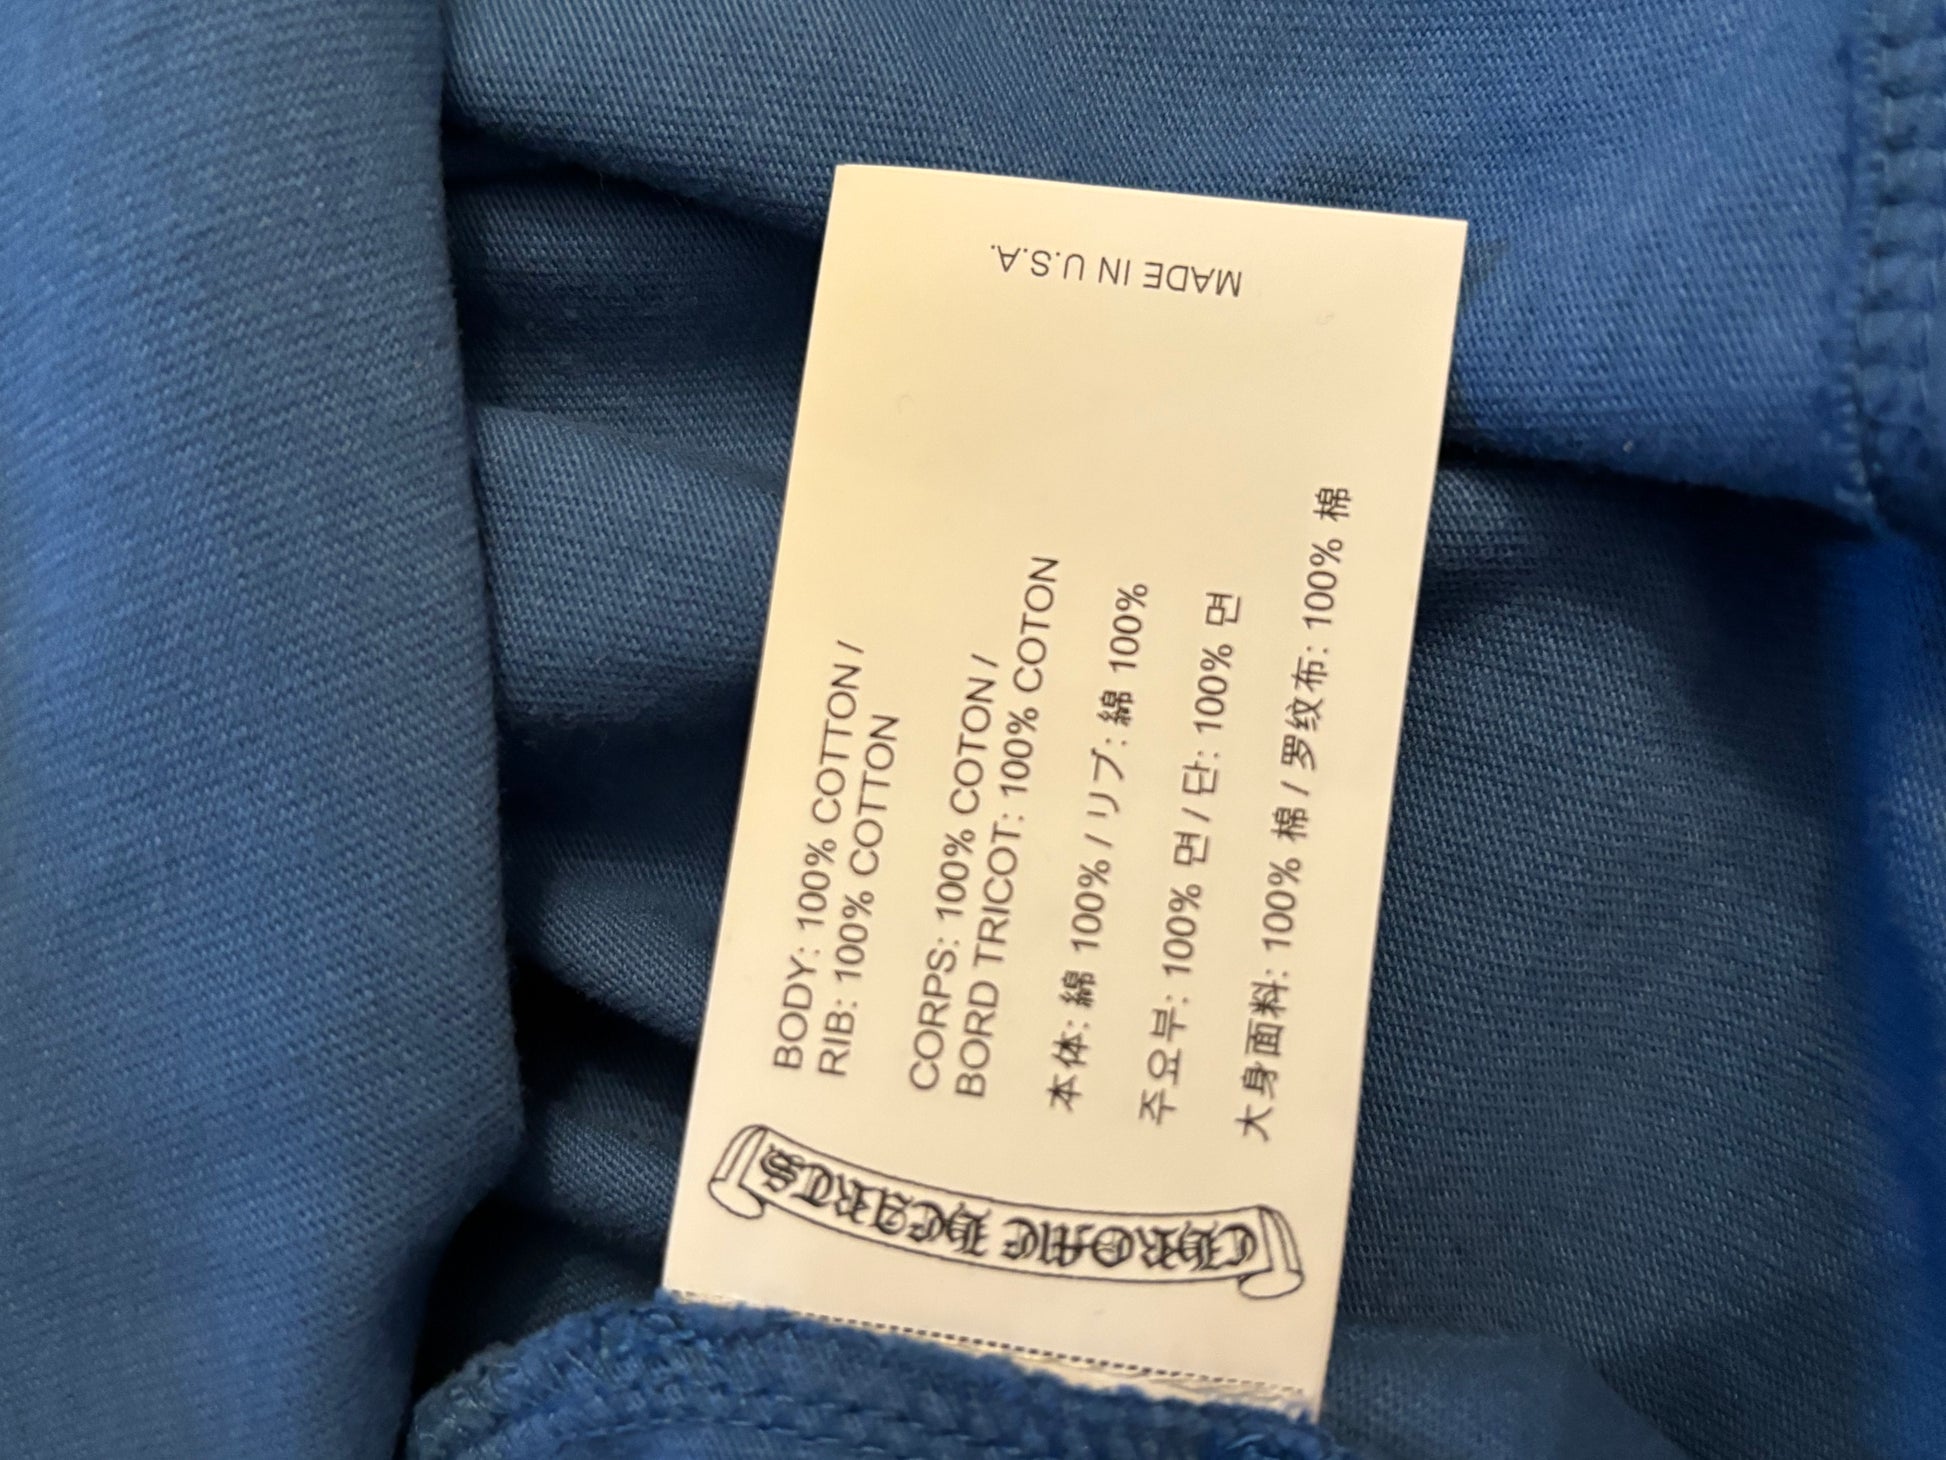 CHROME HEARTS
BODY: 100% COTTON /
RIB: 100% COTTON
CORPS: 100% COTON /
BORD TRICOT: 100% COTON
本体: 綿 100% / リブ: 綿 100%
주요부: 100% 면 / 단: 100% 면
大身面料: 100% 棉 / 罗纹布: 100% 棉
MADE IN U.S.A.